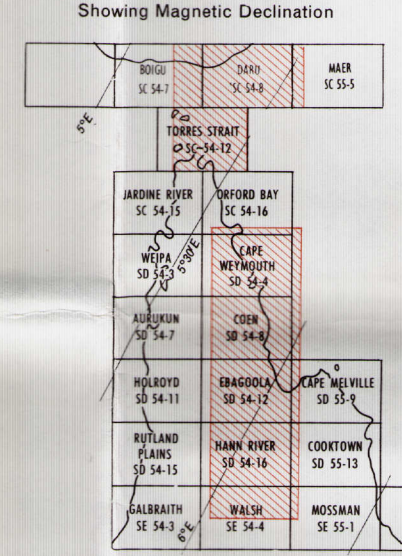 Showing Magnetic Declination
BOIGU
SC 54-7
DARU
SC 54-8
MAER
SC 55-5
5°E
TORRES STRAIT
SC-54-12
JARDINE RIVER
SC 54-15
ORFORD BAY
SC 54-16
WEIPA
SD 54-3
5°30'E
CAPE
WEYMOUTH
SD 54-4
AURUKUN
SD 54-7
COEN
SD 54-8
HOLROYD
SD 54-11
EBAGOOLA
SD 54-12
CAPE MELVILLE
SD 55-9
RUTLAND
PLAINS
SD 54-15
HANN RIVER
SD 54-16
COOKTOWN
SD 55-13
GALBRAITH
SE 54-3
6°E
WALSH
SE 54-4
MOSSMAN
SE 55-1